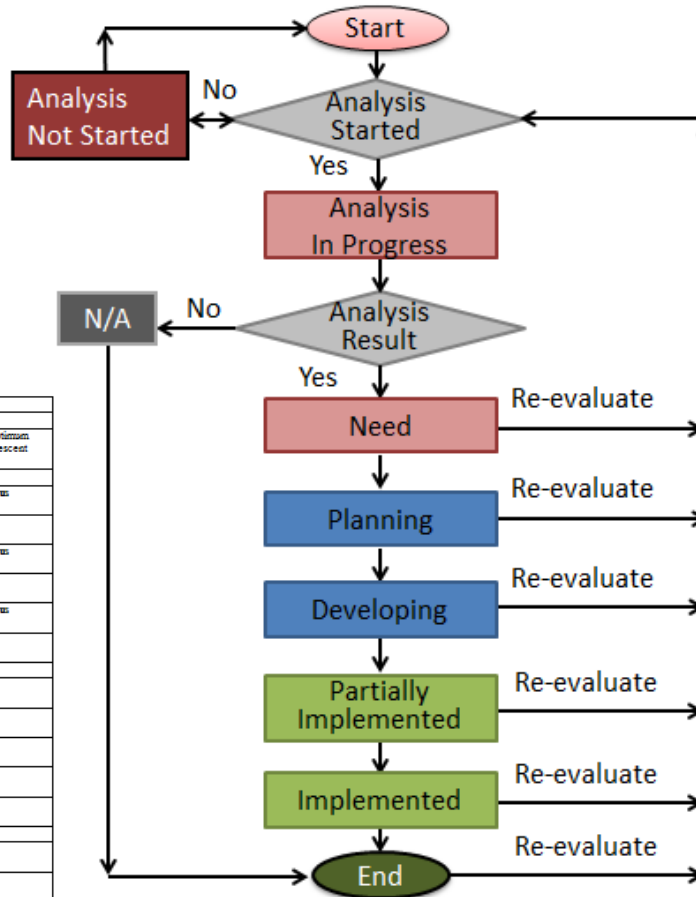 Start
Analysis
Not Started
No
Analysis
Started
Yes
Analysis
In Progress
N/A
No
Analysis
Result
Yes
Need
Re-evaluate
Planning
Re-evaluate
Developing
Re-evaluate
Partially
Implemented
Re-evaluate
Implemented
Re-evaluate
End
Re-evaluate